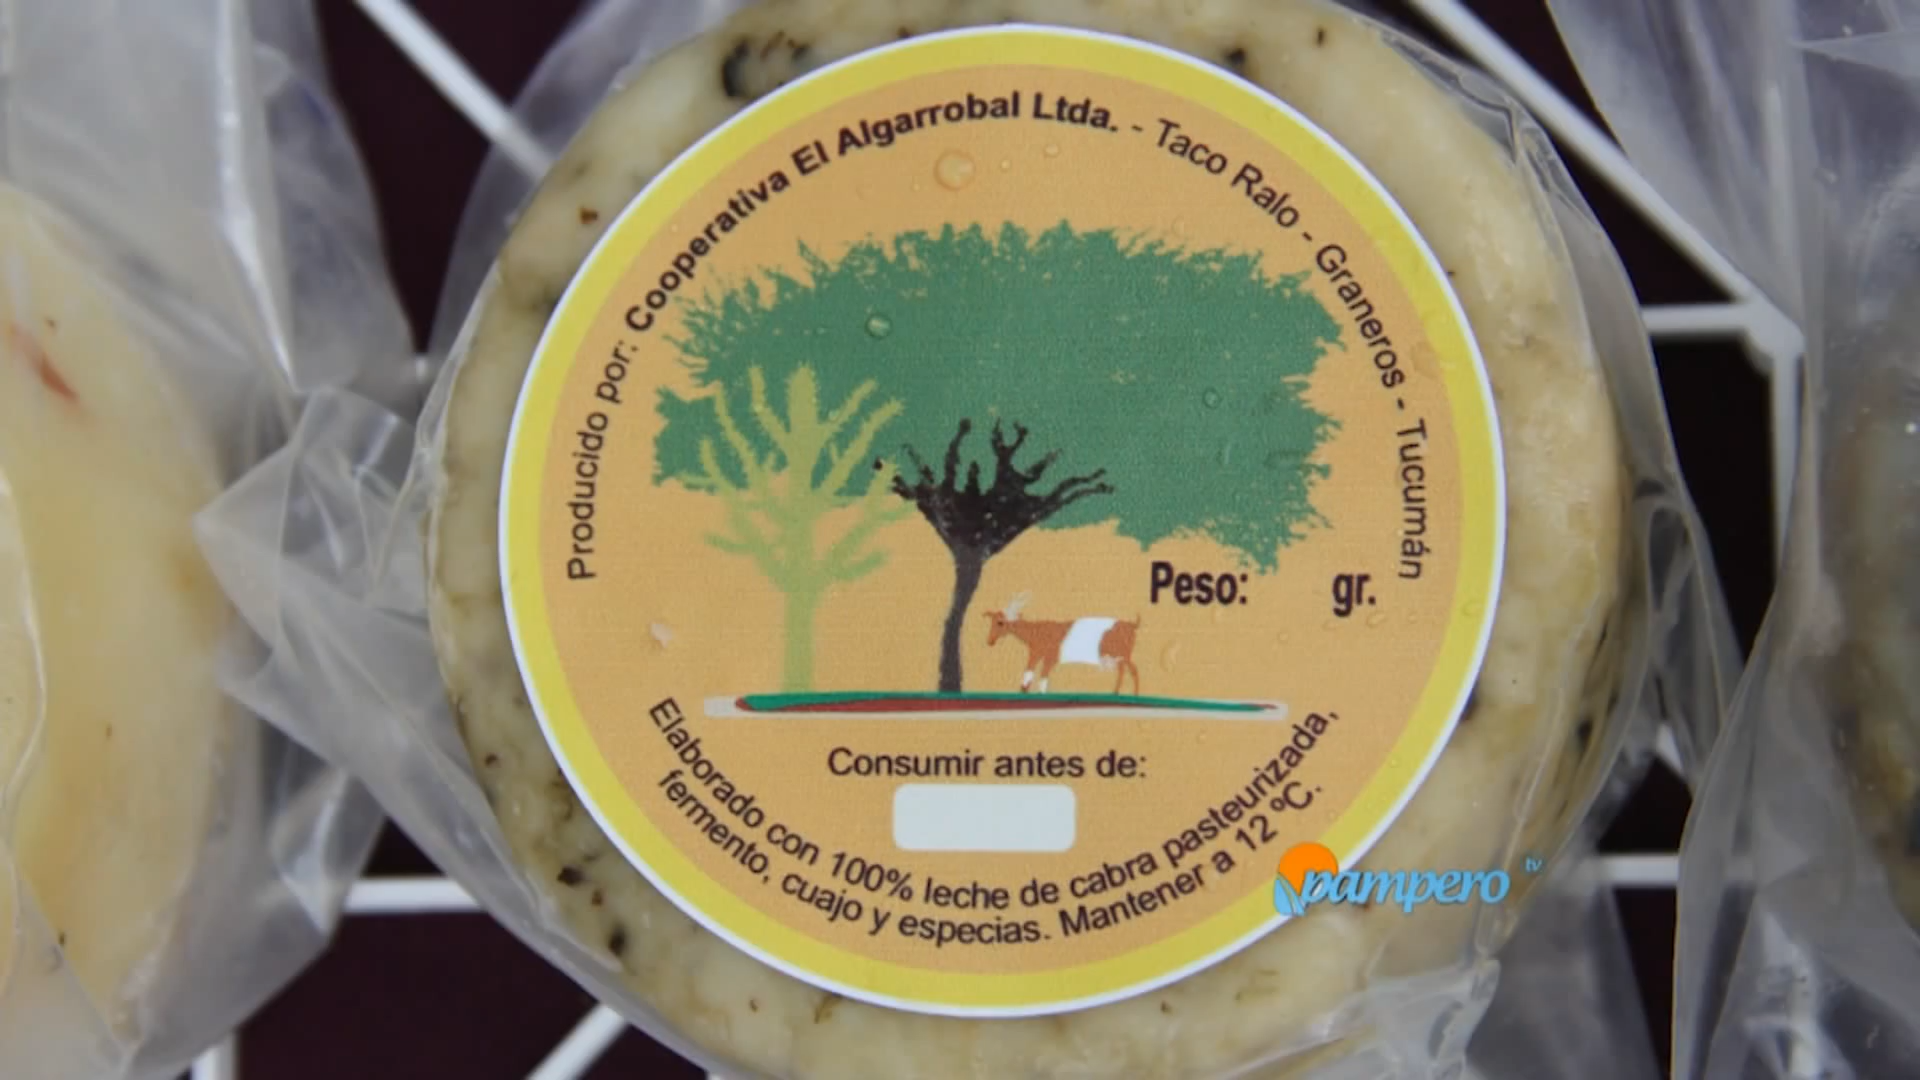 Producido por: Cooperativa El Algarrobal Ltda. - Taco Ralo - Graneros - Tucumán
Peso: gr.
Consumir antes de:
Elaborado con 100% leche de cabra pasteurizada,
fermento, cuajo y especias. Mantener a 12 ºC.
pampero tv